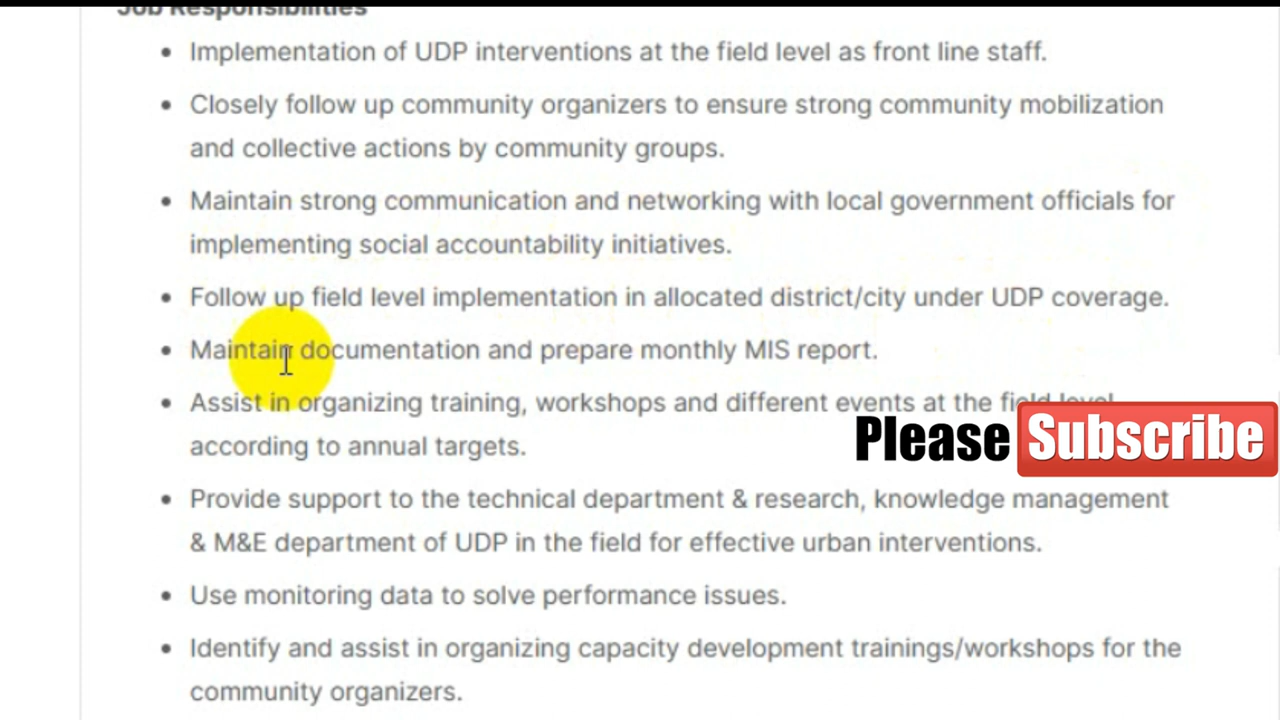 Job Responsibilities
• Implementation of UDP interventions at the field level as front line staff.
• Closely follow up community organizers to ensure strong community mobilization
and collective actions by community groups.
• Maintain strong communication and networking with local government officials for
implementing social accountability initiatives.
• Follow up field level implementation in allocated district/city under UDP coverage.
• Maintain documentation and prepare monthly MIS report.
• Assist in organizing training, workshops and different events at the field level
according to annual targets.
Please Subscribe
• Provide support to the technical department & research, knowledge management
& M&E department of UDP in the field for effective urban interventions.
• Use monitoring data to solve performance issues.
• Identify and assist in organizing capacity development trainings/workshops for the
community organizers.